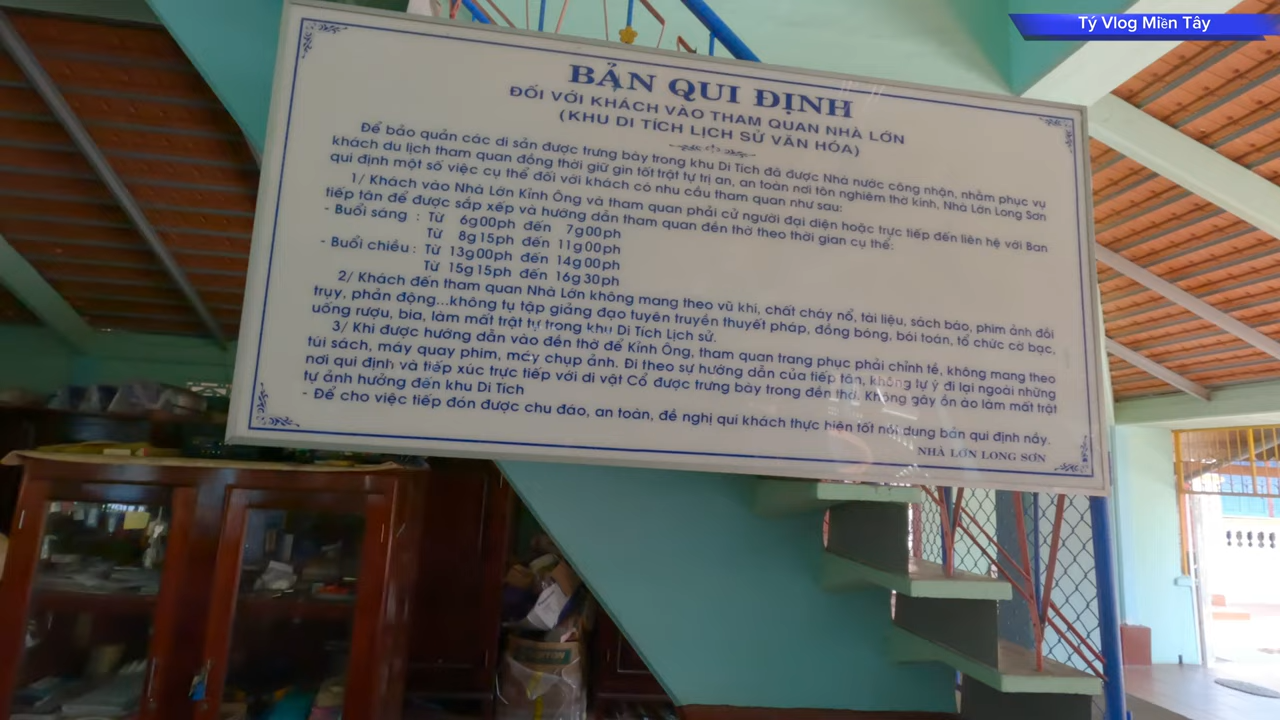 Tý Vlog Miền Tây
BẢN QUI ĐỊNH
ĐỐI VỚI KHÁCH VÀO THAM QUAN NHÀ LỚN
(KHU DI TÍCH LỊCH SỬ VĂN HÓA)
Để bảo quản các di sản được trưng bày trong khu Di Tích đã được Nhà nước công nhận, nhằm phục vụ
khách du lịch tham quan đồng thời giữ gìn tốt trật tự trị an, an toàn nơi tôn nghiêm thờ kính, Nhà Lớn Long Sơn
qui định một số việc cụ thể đối với khách có nhu cầu tham quan như sau:
1/ Khách vào Nhà Lớn Kính Ông và tham quan phải cử người đại diện hoặc trực tiếp đến liên hệ với Ban
tiếp tân để được sắp xếp và hướng dẫn tham quan đền thờ theo thời gian cụ thể:
- Buổi sáng : Từ 6g00ph đến 7g00ph
Từ 8g15ph đến 11g00ph
- Buổi chiều : Từ 13g00ph đến 14g00ph
Từ 15g15ph đến 16g30ph
2/ Khách đến tham quan Nhà Lớn không mang theo vũ khí, chất cháy nổ, tài liệu, sách báo, phim ảnh đồi
trụy, phản động...không tụ tập giảng đạo tuyên truyền thuyết pháp, đồng bóng, bói toán, tổ chức cờ bạc,
uống rượu, bia, làm mất trật tự trong khu Di Tích Lịch sử.
3/ Khi được hướng dẫn vào đền thờ để Kính Ông, tham quan trang phục phải chỉnh tề, không mang theo
túi sách, máy quay phim, máy chụp ảnh. Đi theo sự hướng dẫn của tiếp tân, không tự ý đi lại ngoài những
nơi qui định và tiếp xúc trực tiếp với di vật Cổ được trưng bày trong đền thờ. Không gây ồn ào làm mất trật
tự ảnh hưởng đến khu Di Tích
- Để cho việc tiếp đón được chu đáo, an toàn, đề nghị quí khách thực hiện tốt nội dung bản qui định này.
NHÀ LỚN LONG SƠN